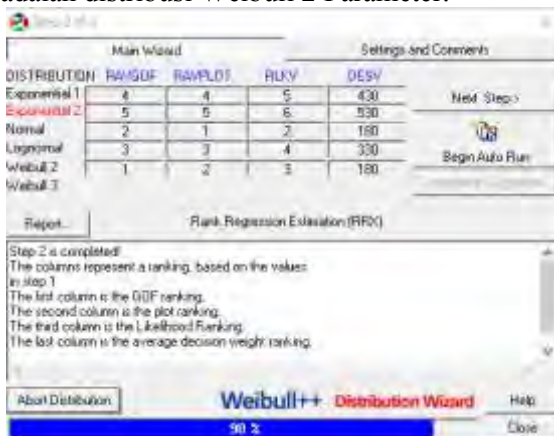 adalah distribusi Weibull 2 Parameter.
Main Wizard Settings and Comments
DISTRIBUTION RAVGOF RAVPLOT RLKV DESV
Exponential 1 4 4 5 430 Next Step >
Exponential 2 5 5 6 530
Normal 2 1 2 180
Lognormal 3 3 4 330 Begin Auto Run
Weibull 2 1 2 3 180
Weibull 3
Report... Rank Regression Estimation (RRX)
Step 2 is completed!
The columns represent a ranking, based on the values
in step 1
The first column is the GOF ranking.
The second column is the plot ranking.
The third column is the Likelihood Ranking.
The last column is the average decision weight ranking.
Abort Distribution Weibull++ Distribution Wizard Help
90 % Close